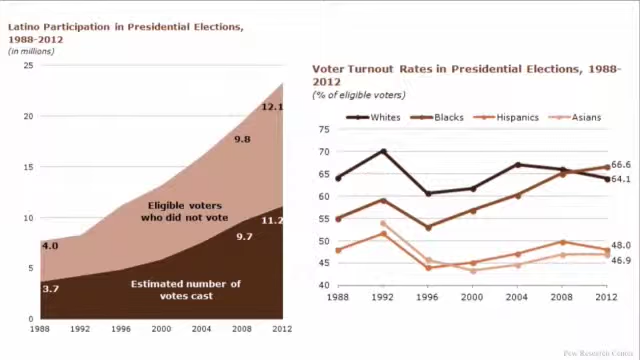 Latino Participation in Presidential Elections,
1988-2012
(in millions)
25
20
15
10
5
0
12.1
9.8
Eligible voters
who did not vote
4.0
11.2
9.7
Estimated number of
votes cast
3.7
1988 1992 1996 2000 2004 2008 2012
Voter Turnout Rates in Presidential Elections, 1988-
2012
(% of eligible voters)
Whites Blacks Hispanics Asians
75
70
65
60
55
50
45
40
66.6
64.1
48.0
46.9
1988 1992 1996 2000 2004 2008 2012
Pew Research Center